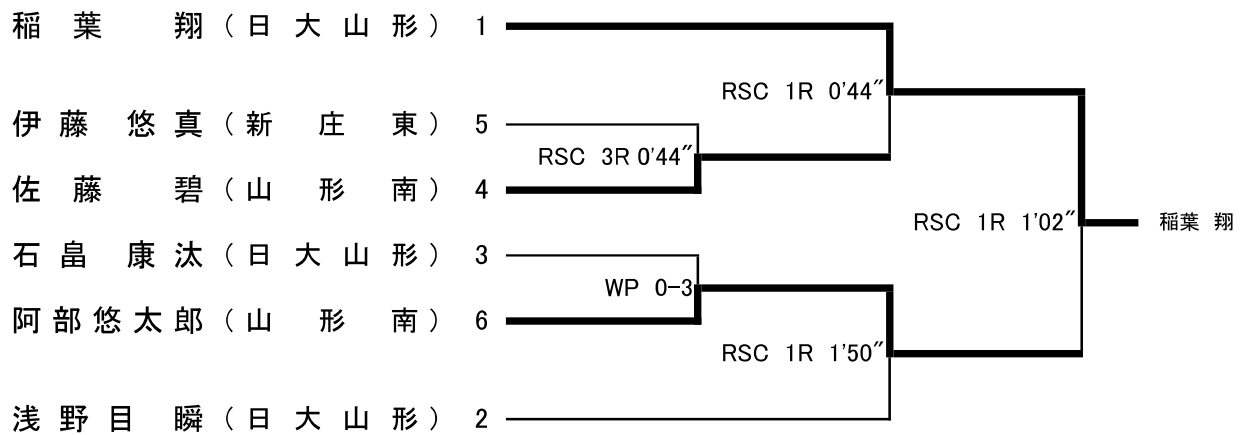 稲葉 翔(日大山形) 1
RSC 1R 0'44"
伊藤 悠真(新庄東) 5
RSC 3R 0'44"
佐藤 碧(山形南) 4
RSC 1R 1'02"
稲葉 翔
石畠 康汰(日大山形) 3
WP 0-3
阿部悠太郎(山形南) 6
RSC 1R 1'50"
浅野目 瞬(日大山形) 2